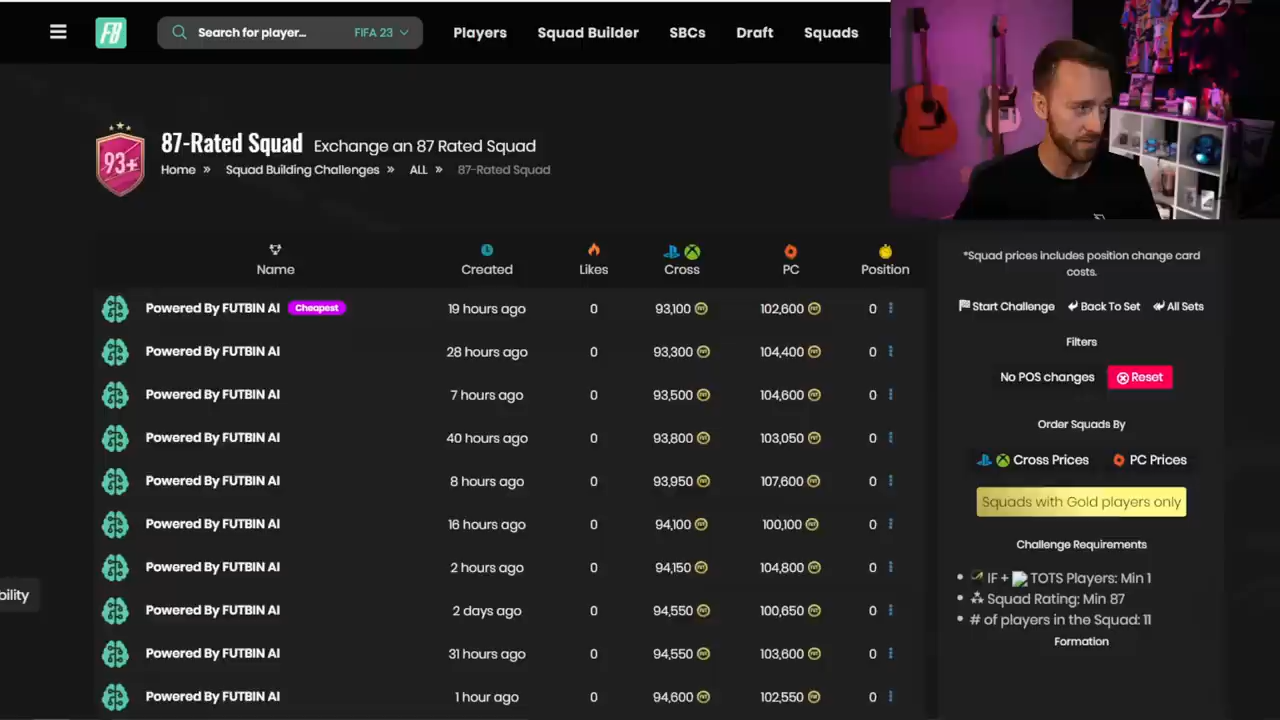 FB
Search for player...
FIFA 23
Players
Squad Builder
SBCs
Draft
Squads
93+
87-Rated Squad
Exchange an 87 Rated Squad
Home » Squad Building Challenges » ALL » 87-Rated Squad
Name Created Likes Cross PC Position
Powered By FUTBIN AI Cheapest 19 hours ago 0 93,100 102,600 0
Powered By FUTBIN AI 28 hours ago 0 93,300 104,400 0
Powered By FUTBIN AI 7 hours ago 0 93,500 104,600 0
Powered By FUTBIN AI 40 hours ago 0 93,800 103,050 0
Powered By FUTBIN AI 8 hours ago 0 93,950 107,600 0
Powered By FUTBIN AI 16 hours ago 0 94,100 100,100 0
Powered By FUTBIN AI 2 hours ago 0 94,150 104,800 0
Powered By FUTBIN AI 2 days ago 0 94,550 100,650 0
Powered By FUTBIN AI 31 hours ago 0 94,550 103,600 0
Powered By FUTBIN AI 1 hour ago 0 94,600 102,550 0
bility
*Squad prices includes position change card
costs.
Start Challenge Back To Set All Sets
Filters
No POS changes Reset
Order Squads By
Cross Prices PC Prices
Squads with Gold players only
Challenge Requirements
• IF + TOTS Players: Min 1
• Squad Rating: Min 87
• # of players in the Squad: 11
Formation